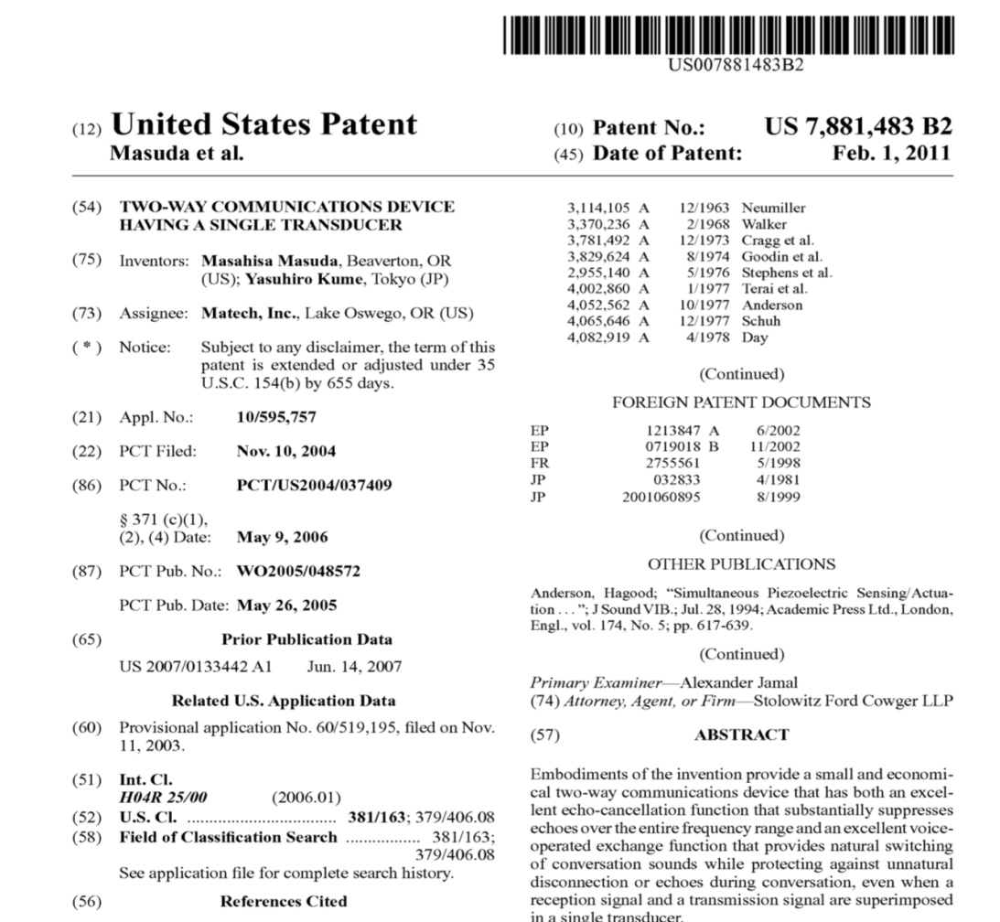 US007881483B2
(12) United States Patent
Masuda et al.
(10) Patent No.: US 7,881,483 B2
(45) Date of Patent: Feb. 1, 2011
(54) TWO-WAY COMMUNICATIONS DEVICE
HAVING A SINGLE TRANSDUCER
(75) Inventors: Masahisa Masuda, Beaverton, OR
(US); Yasuhiro Kume, Tokyo (JP)
(73) Assignee: Matech, Inc., Lake Oswego, OR (US)
( * ) Notice: Subject to any disclaimer, the term of this
patent is extended or adjusted under 35
U.S.C. 154(b) by 655 days.
(21) Appl. No.: 10/595,757
(22) PCT Filed: Nov. 10, 2004
(86) PCT No.: PCT/US2004/037409
§ 371 (c)(1),
(2), (4) Date: May 9, 2006
(87) PCT Pub. No.: WO2005/048572
PCT Pub. Date: May 26, 2005
(65) Prior Publication Data
US 2007/0133442 A1 Jun. 14, 2007
Related U.S. Application Data
(60) Provisional application No. 60/519,195, filed on Nov.
11, 2003.
(51) Int. Cl.
H04R 25/00 (2006.01)
(52) U.S. Cl. .................................. 381/163; 379/406.08
(58) Field of Classification Search ................ 381/163;
379/406.08
See application file for complete search history.
(56) References Cited
3,114,105 A 12/1963 Neumiller
3,370,236 A 2/1968 Walker
3,781,492 A 12/1973 Cragg et al.
3,829,624 A 8/1974 Goodin et al.
2,955,140 A 5/1976 Stephens et al.
4,002,860 A 1/1977 Terai et al.
4,052,562 A 10/1977 Anderson
4,065,646 A 12/1977 Schuh
4,082,919 A 4/1978 Day
(Continued)
FOREIGN PATENT DOCUMENTS
EP 1213847 A 6/2002
EP 0719018 B 11/2002
FR 2755561 5/1998
JP 032833 4/1981
JP 2001060895 8/1999
(Continued)
OTHER PUBLICATIONS
Anderson, Hagood; “Simultaneous Piezoelectric Sensing/Actua-
tion . . . ”; J Sound VIB.; Jul. 28, 1994; Academic Press Ltd., London,
Engl., vol. 174, No. 5; pp. 617-639.
(Continued)
Primary Examiner—Alexander Jamal
(74) Attorney, Agent, or Firm—Stolowitz Ford Cowger LLP
(57) ABSTRACT
Embodiments of the invention provide a small and economi-
cal two-way communications device that has both an excel-
lent echo-cancellation function that substantially suppresses
echoes over the entire frequency range and an excellent voice-
operated exchange function that provides natural switching
of conversation sounds while protecting against unnatural
disconnection or echoes during conversation, even when a
reception signal and a transmission signal are superimposed
in a single transducer.